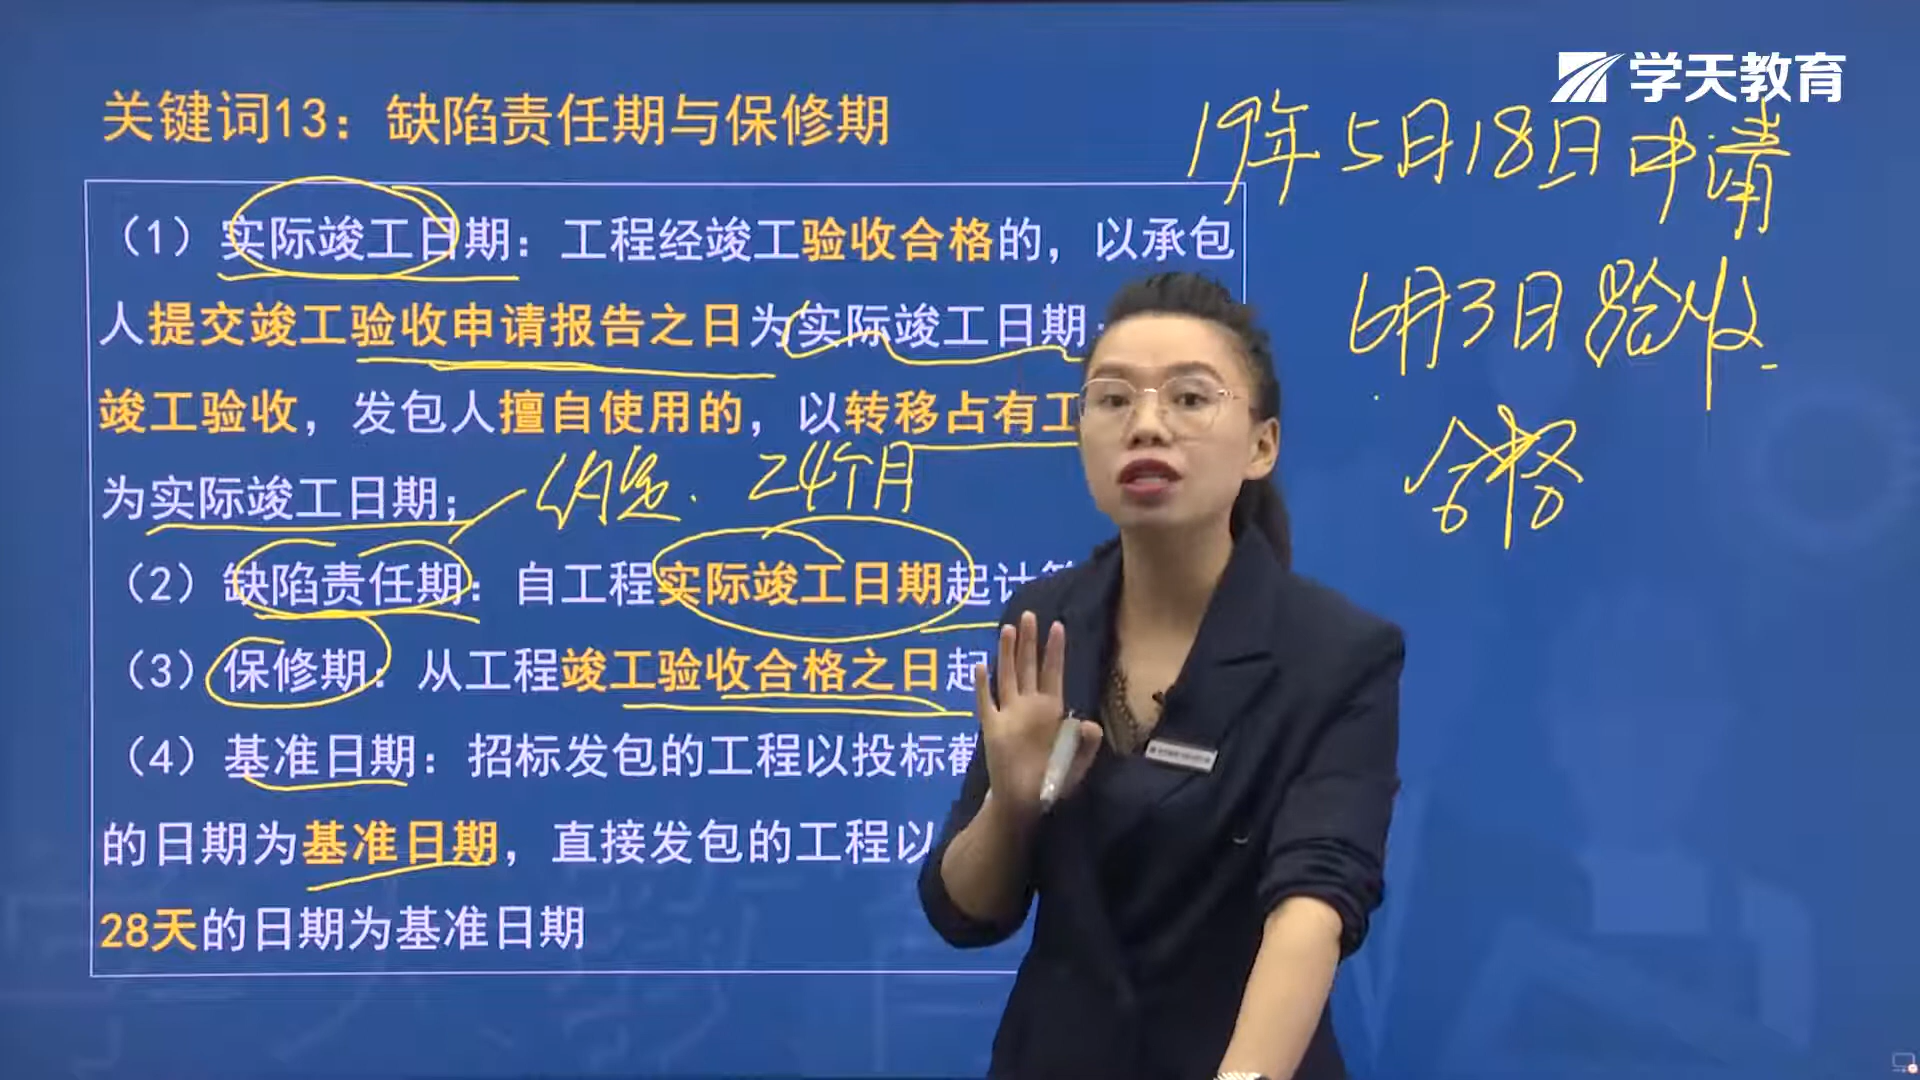 学天教育
关键词13：缺陷责任期与保修期
19年5月18日申请
（1）实际竣工日期：工程经竣工验收合格的，以承包
人提交竣工验收申请报告之日为实际竣工日期
6月3日验收
竣工验收，发包人擅自使用的，以转移占有工
合格
约定. 24个月
为实际竣工日期；
（2）缺陷责任期：自工程实际竣工日期起计
（3）保修期：从工程竣工验收合格之日起
（4）基准日期：招标发包的工程以投标
的日期为基准日期，直接发包的工程以
28天的日期为基准日期